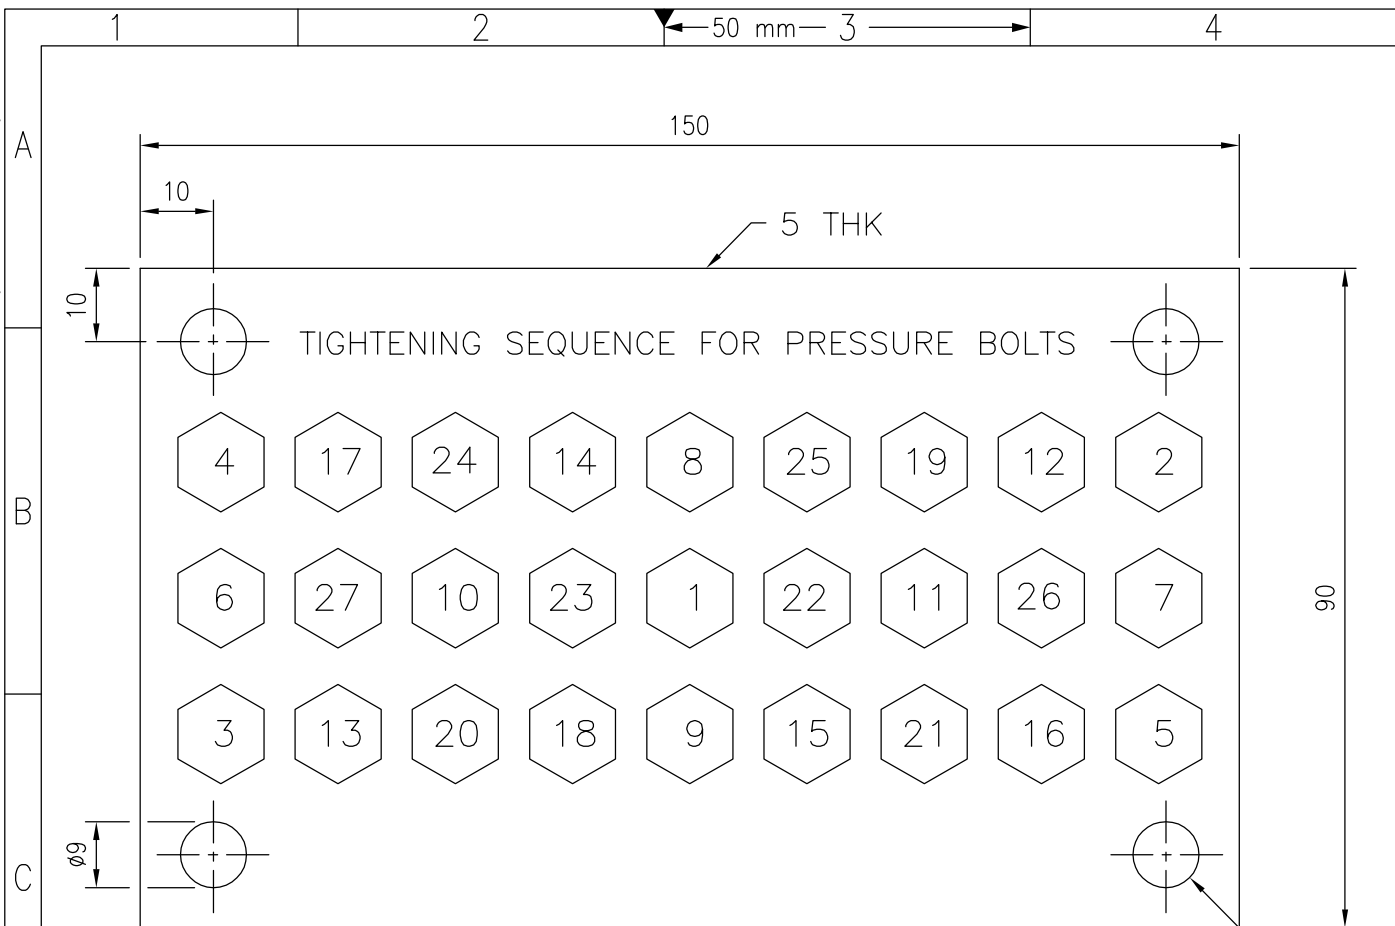 1 2 50 mm 3 4
A
150
10
5 THK
10
TIGHTENING SEQUENCE FOR PRESSURE BOLTS
4 17 24 14 8 25 19 12 2
B
6 27 10 23 1 22 11 26 7
90
3 13 20 18 9 15 21 16 5
ø9
C